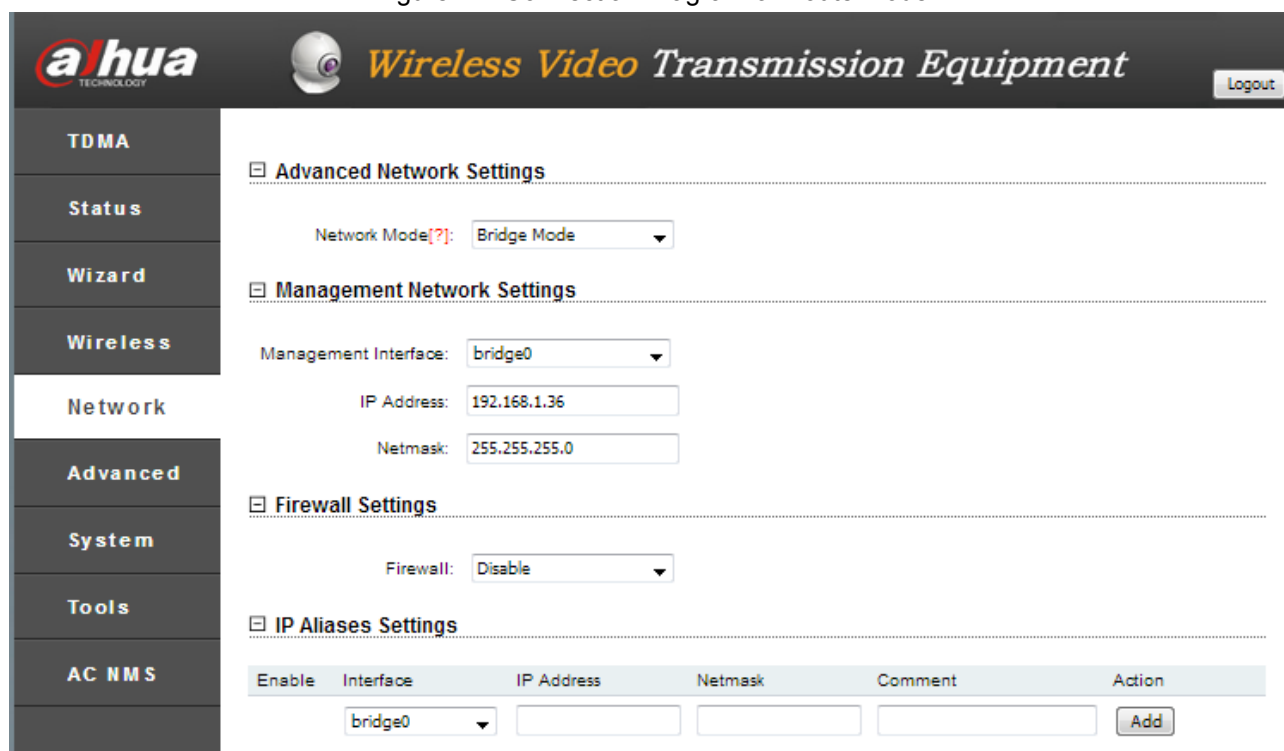 ahua
TECHNOLOGY
Wireless Video Transmission Equipment
Logout
TDMA
Status
Wizard
Wireless
Network
Advanced
System
Tools
AC NMS
Advanced Network Settings
Network Mode[?]: Bridge Mode
Management Network Settings
Management Interface: bridge0
IP Address: 192.168.1.36
Netmask: 255.255.255.0
Firewall Settings
Firewall: Disable
IP Aliases Settings
Enable Interface IP Address Netmask Comment Action
bridge0 Add